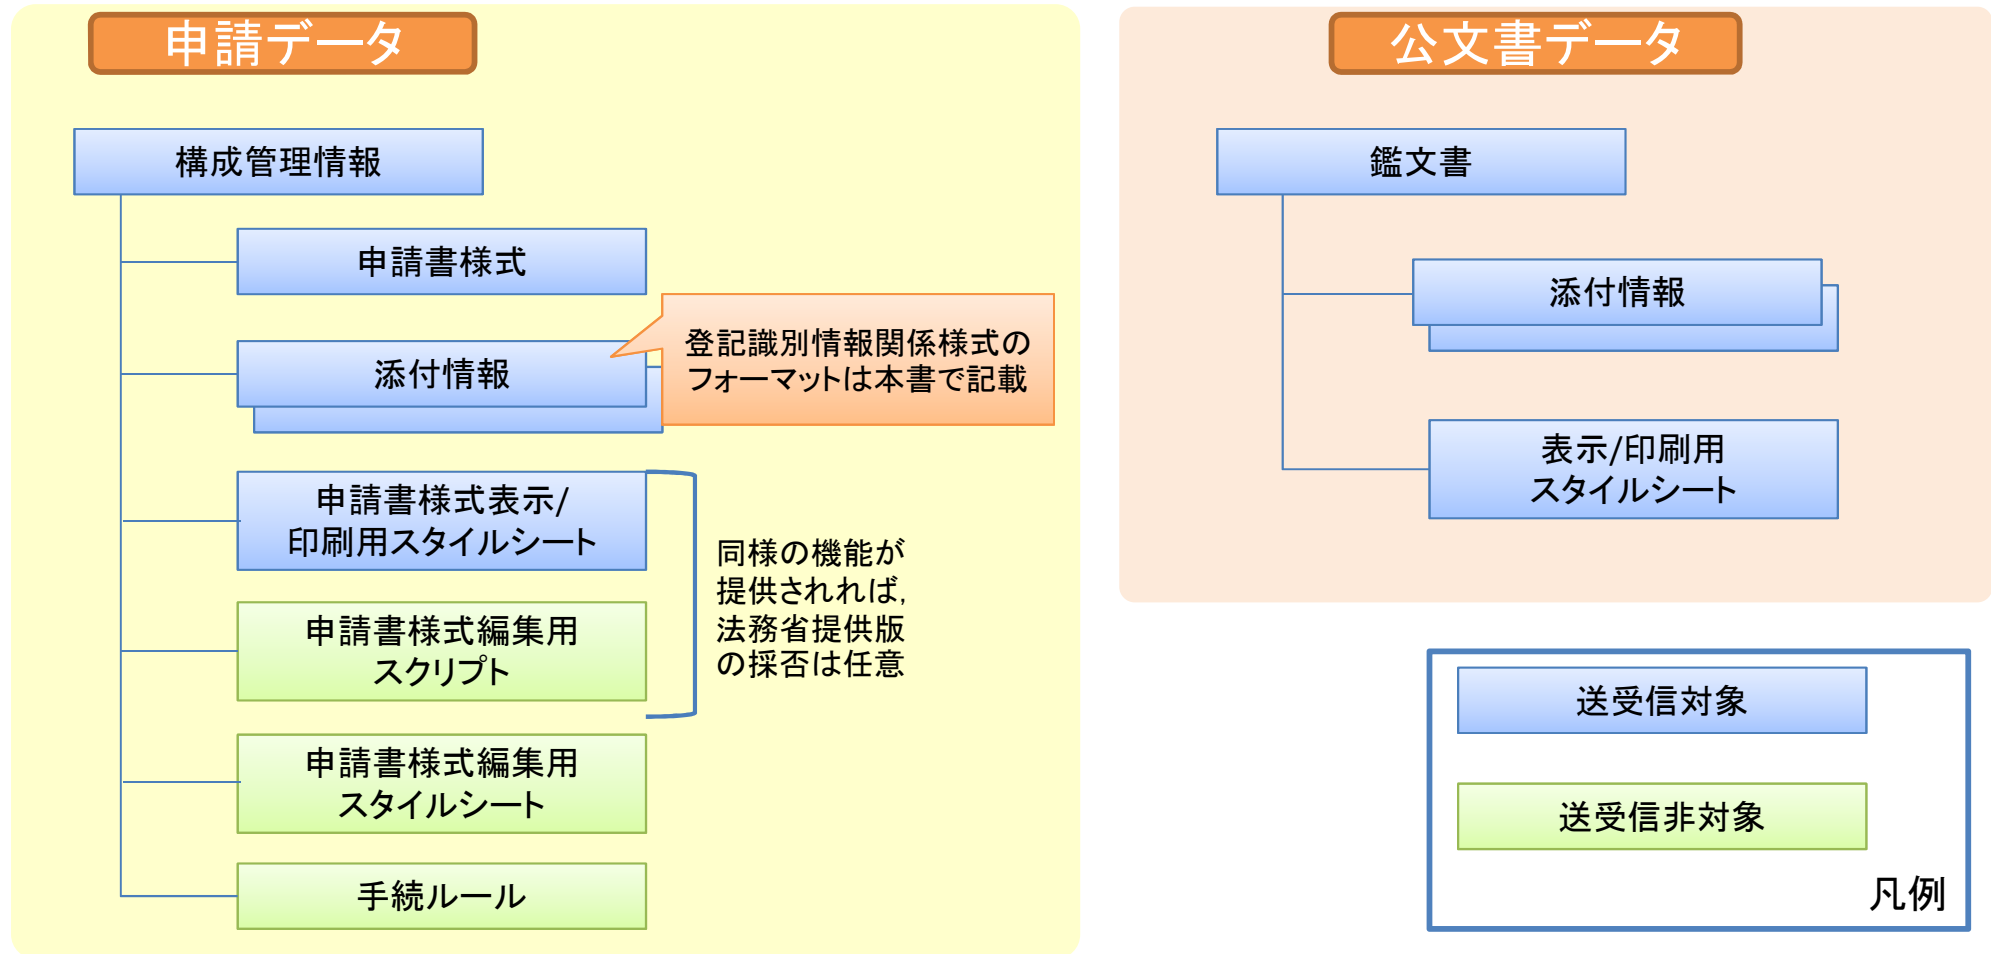 申請データ
構成管理情報
申請書様式
添付情報
登記識別情報関係様式の
フォーマットは本書で記載
申請書様式表示/
印刷用スタイルシート
申請書様式編集用
スクリプト
同様の機能が
提供されれば,
法務省提供版
の採否は任意
申請書様式編集用
スタイルシート
手続ルール
公文書データ
鑑文書
添付情報
表示/印刷用
スタイルシート
送受信対象
送受信非対象
凡例